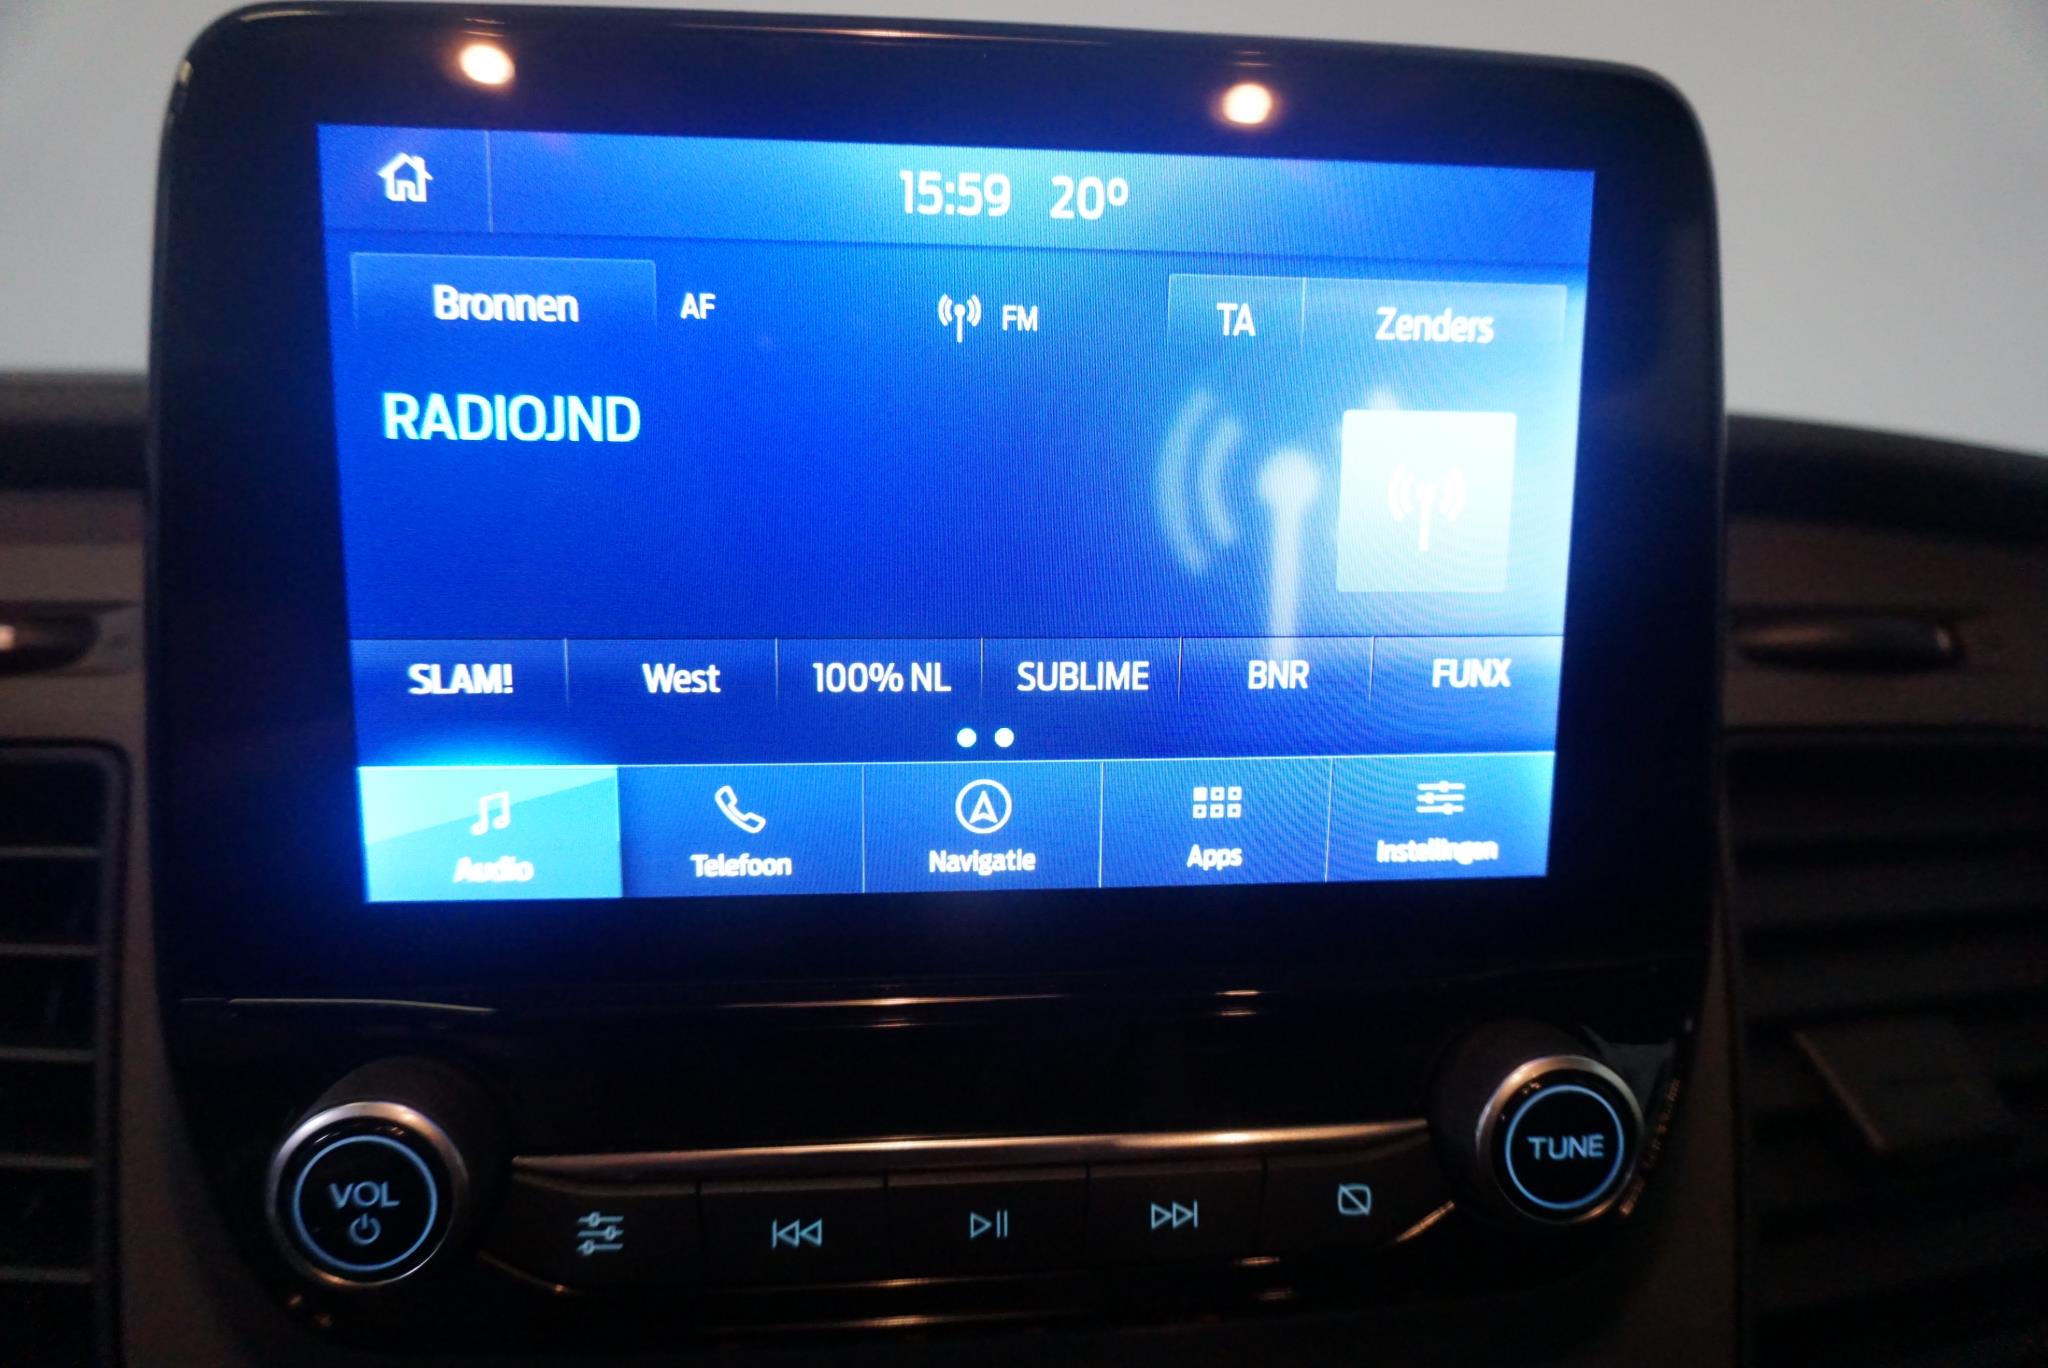 15:59 20°
Bronnen AF FM TA Zenders
RADIOJND
SLAM! West 100% NL SUBLIME BNR FUNX
Audio Telefoon Navigatie Apps Instellingen
VOL TUNE